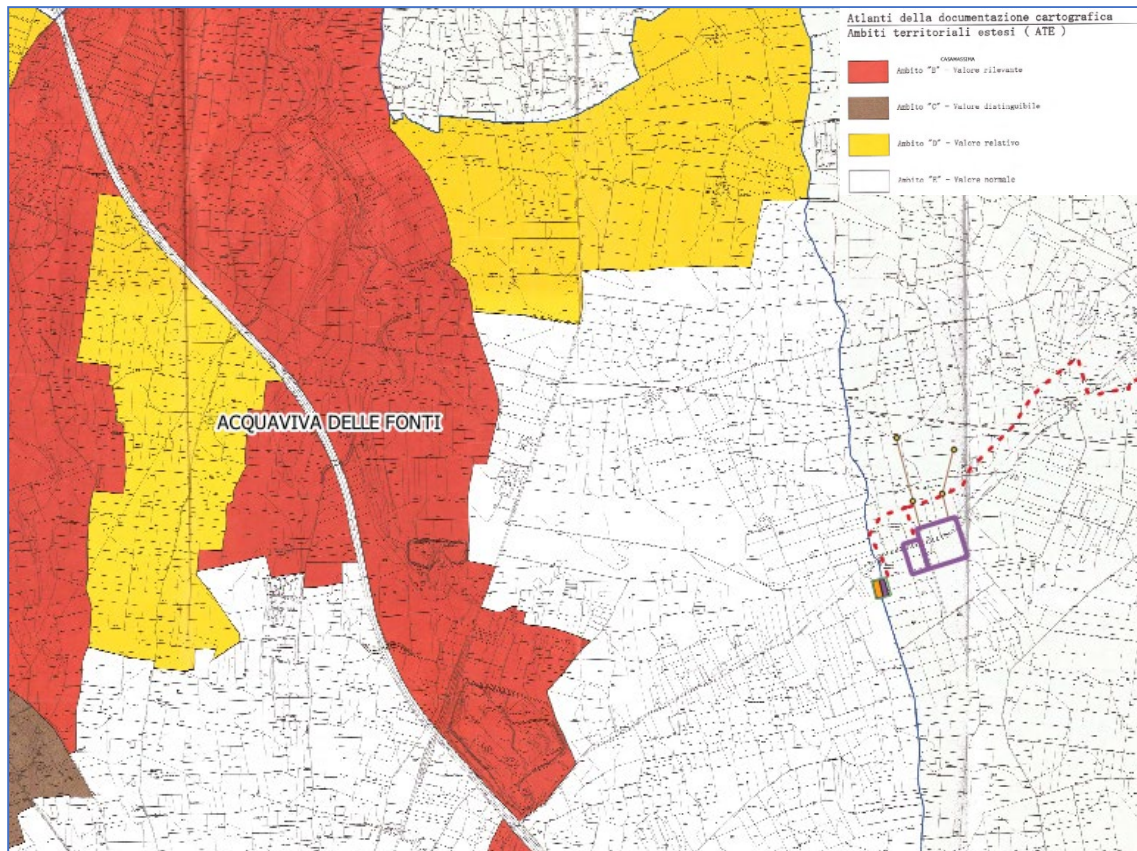 Atlanti della documentazione cartografica
Ambiti territoriali estesi ( ATE )
CASAMASSIMA
Ambito "B" - Valore rilevante
Ambito "C" - Valore distinguibile
Ambito "D" - Valore relativo
Ambito "E" - Valore normale
ACQUAVIVA DELLE FONTI